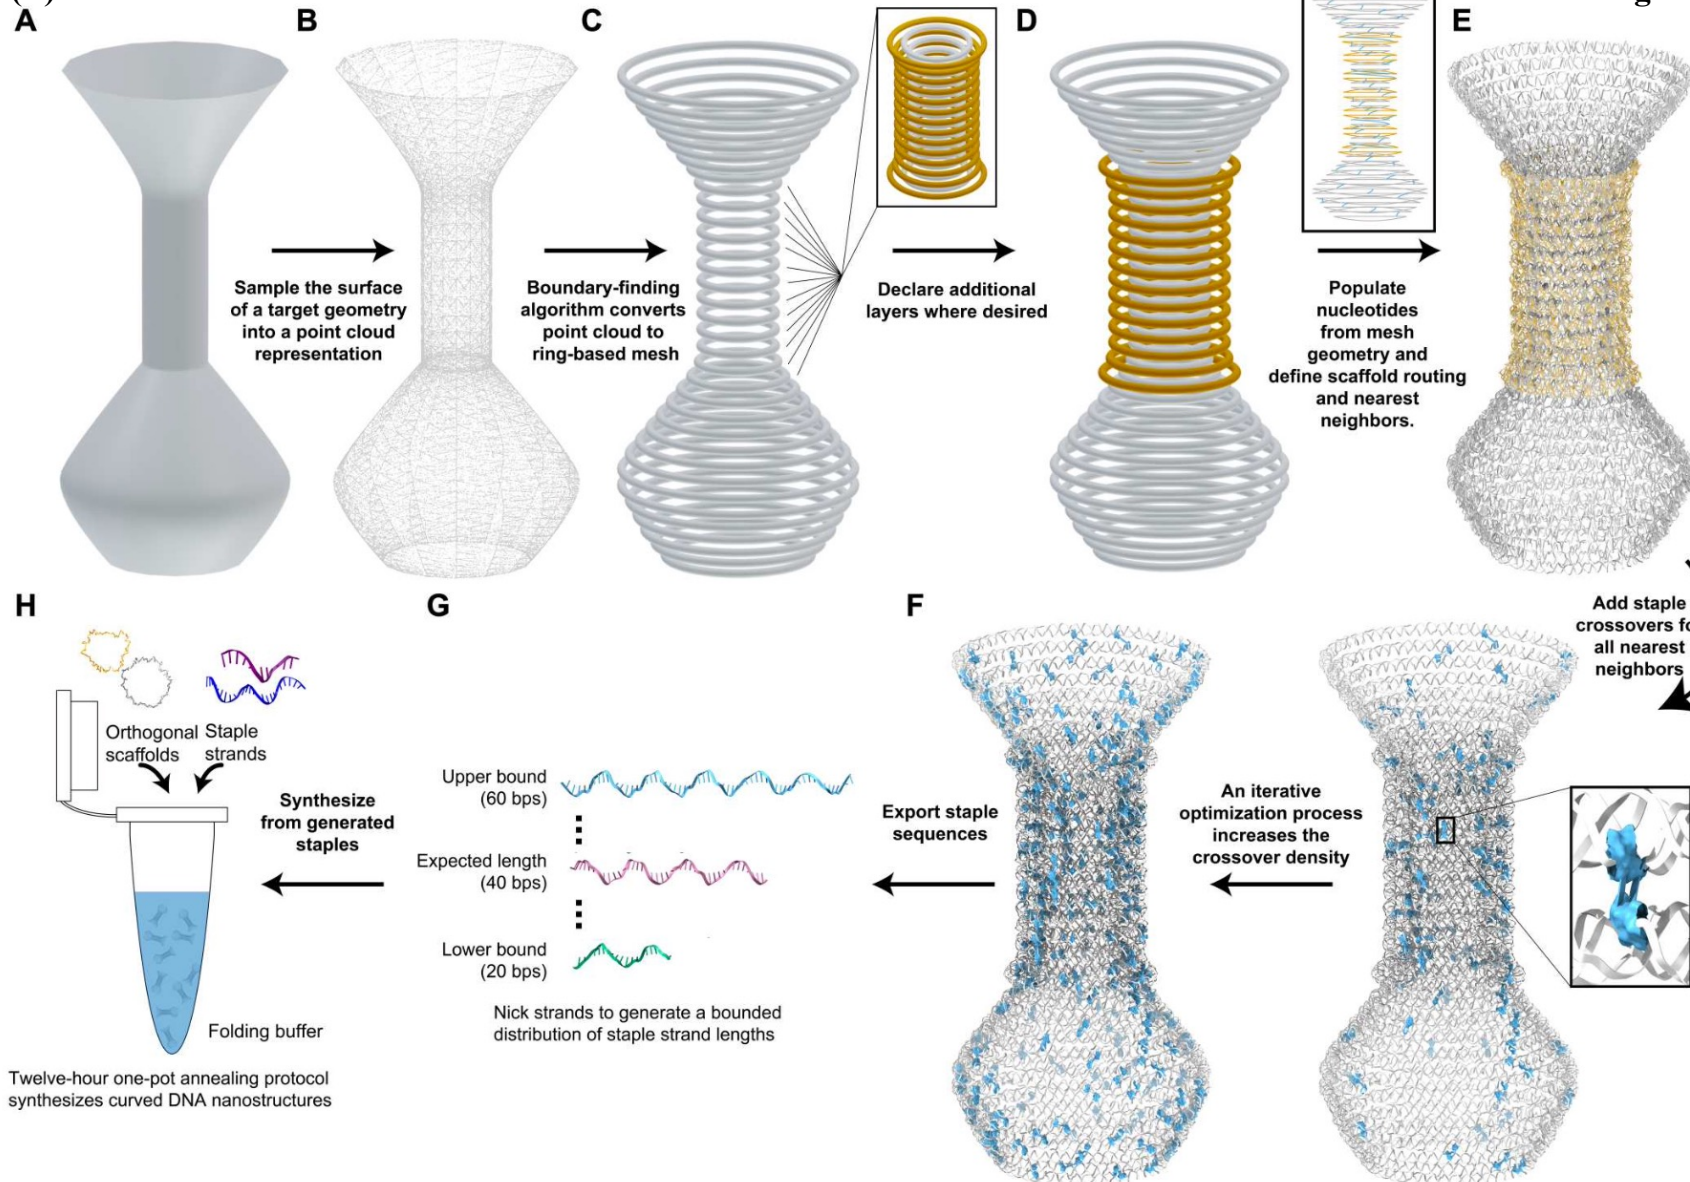 A
B
C
D
E
Sample the surface
of a target geometry
into a point cloud
representation
Boundary-finding
algorithm converts
point cloud to
ring-based mesh
Declare additional
layers where desired
Populate
nucleotides
from mesh
geometry and
define scaffold routing
and nearest
neighbors.
H
G
F
Add staple
all nearest
neighbors
crossovers
Orthogonal
scaffolds
Staple
strands
Synthesize
from generated
staples
Upper bound
(60 bps)
Expected length
(40 bps)
Lower bound
(20 bps)
Nick strands to generate a bounded
distribution of staple strand lengths
Export staple
sequences
An iterative
optimization process
increases the
crossover density
Folding buffer
Twelve-hour one-pot annealing protocol
synthesizes curved DNA nanostructures